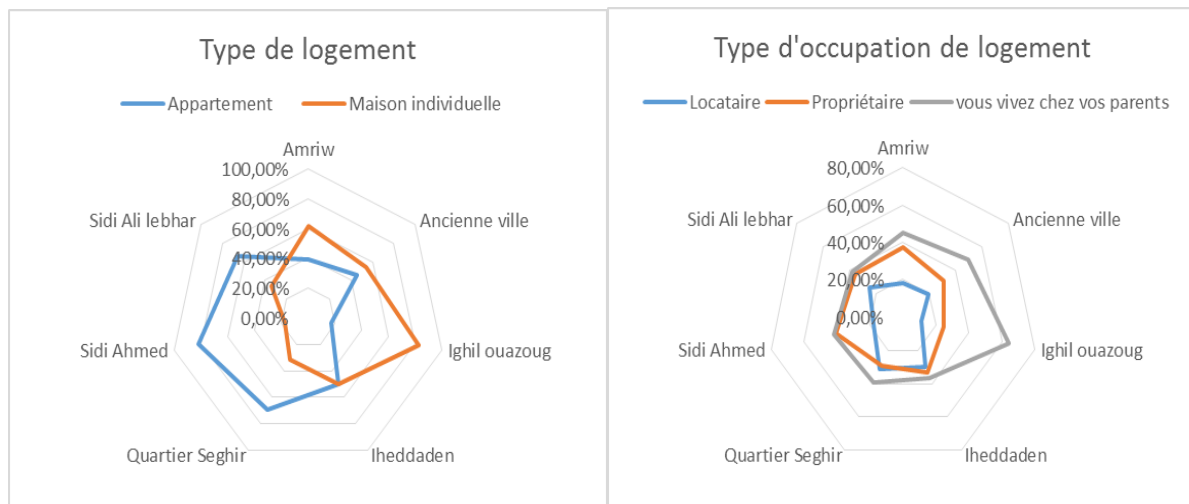 Type de logement
Appartement
Maison individuelle
Amriw
100,00%
80,00%
60,00%
40,00%
20,00%
0,00%
Ancienne ville
Ighil ouazoug
Iheddaden
Quartier Seghir
Sidi Ahmed
Sidi Ali lebhar
Type d'occupation de logement
Locataire
Propriétaire
vous vivez chez vos parents
Amriw
80,00%
60,00%
40,00%
20,00%
0,00%
Ancienne ville
Ighil ouazoug
Iheddaden
Quartier Seghir
Sidi Ahmed
Sidi Ali lebhar